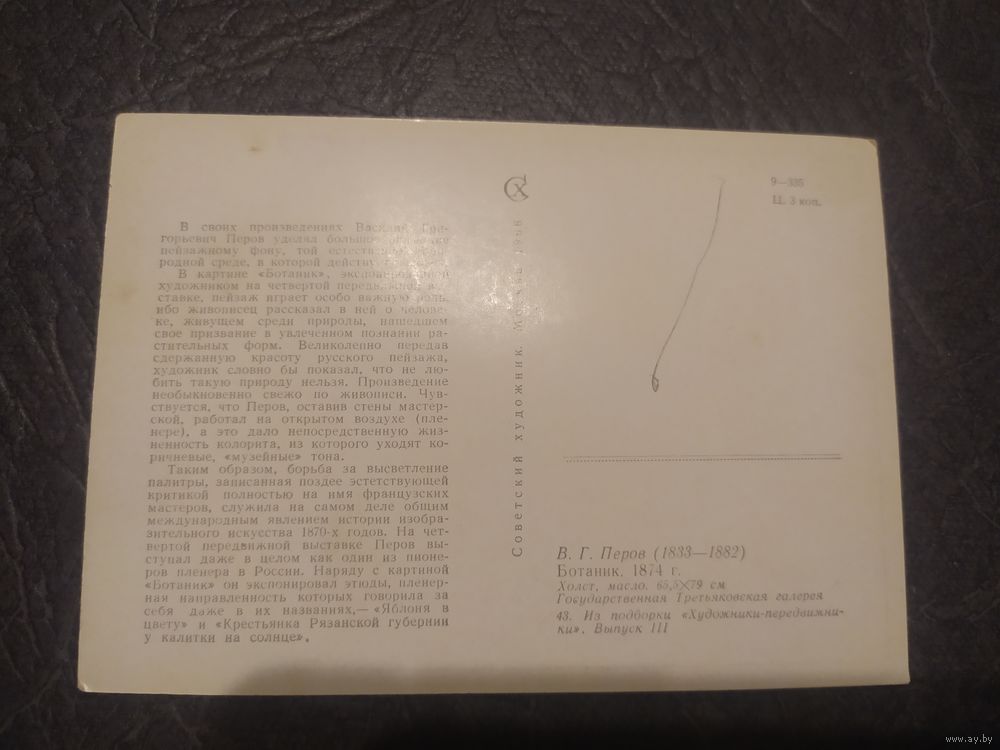 В своих произведениях Василий Гри-
горьевич Перов уделял большое
пейзажному фону, той
родной среде, в которой
В картине «Ботаник»,
художником на четвертой
ставке, пейзаж играет особо важную роль,
ибо живописец рассказал в ней о челове-
ке, живущем среди природы, нашедшем
свое призвание в увлеченном познании ра-
стительных форм. Великолепно передав
сдержанную красоту русского пейзажа,
художник словно бы показал, что не лю-
бить такую природу нельзя. Произведение
необыкновенно свежо по живописи. Чув-
ствуется, что Перов, оставив стены мастер-
ской, работал на открытом воздухе (пле-
нере), а это дало непосредственную жиз-
ненность колорита, из которого уходят ко-
ричневые, «музейные» тона.
Таким образом, борьба за высветление
палитры, записанная позднее эстетствующей
критикой полностью на имя французских
мастеров, служила на самом деле общим
международным явлением истории изобра-
зительного искусства 1870-х годов. На чет-
вертой передвижной выставке Перов вы-
ступал даже в целом как один из пионе-
ров пленера в России. Наряду с картиной
«Ботаник» он экспонировал этюды, пленер-
ная направленность которых говорила за
себя даже в их названиях,— «Яблоня в
цвету» и «Крестьянка Рязанской губернии
у калитки на солнце».
СХ
Советский художник. Москва 1968
9—335
Ц. 3 коп.
В. Г. Перов (1833—1882)
Ботаник. 1874 г.
Холст, масло. 65,5×79 см
Государственная Третьяковская галерея
43. Из подборки «Художники-передвижни-
ки». Выпуск III
www.ay.by